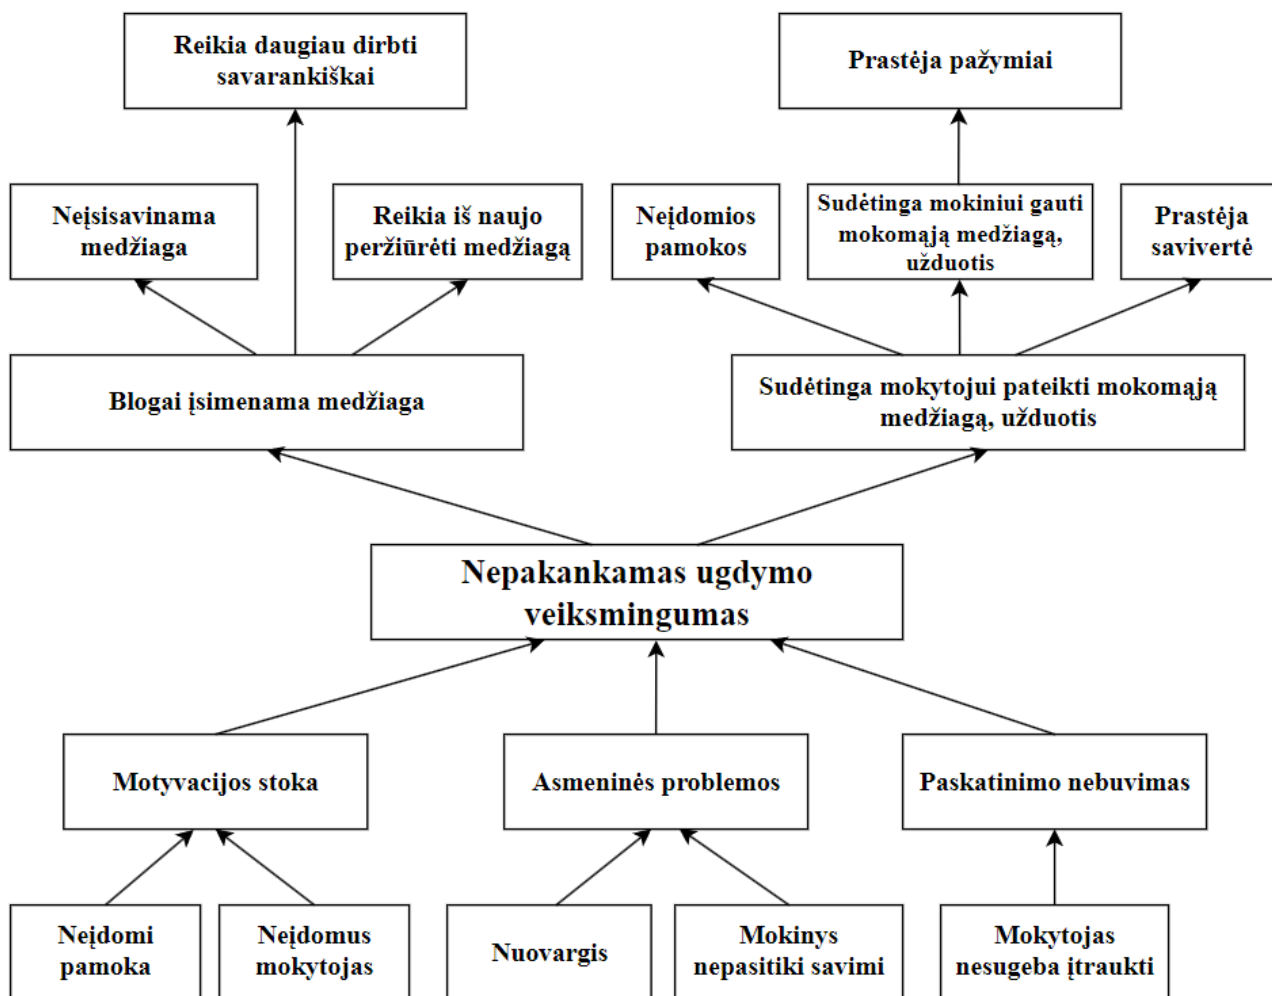 Reikia daugiau dirbti
savarankiškai
Prastėja pažymiai
Neįsisavinama
medžiaga
Reikia iš naujo
peržiūrėti medžiagą
Neįdomios
pamokos
Sudėtinga mokiniui gauti
mokomąją medžiagą,
užduotis
Prastėja
savivertė
Blogai įsimenama medžiaga
Sudėtinga mokytojui pateikti mokomąją
medžiagą, užduotis
Nepakankamas ugdymo
veiksmingumas
Motyvacijos stoka
Asmeninės problemos
Paskatinimo nebuvimas
Neįdomi
pamoka
Neįdomus
mokytojas
Nuovargis
Mokinys
nepasitiki savimi
Mokytojas
nesugeba įtraukti